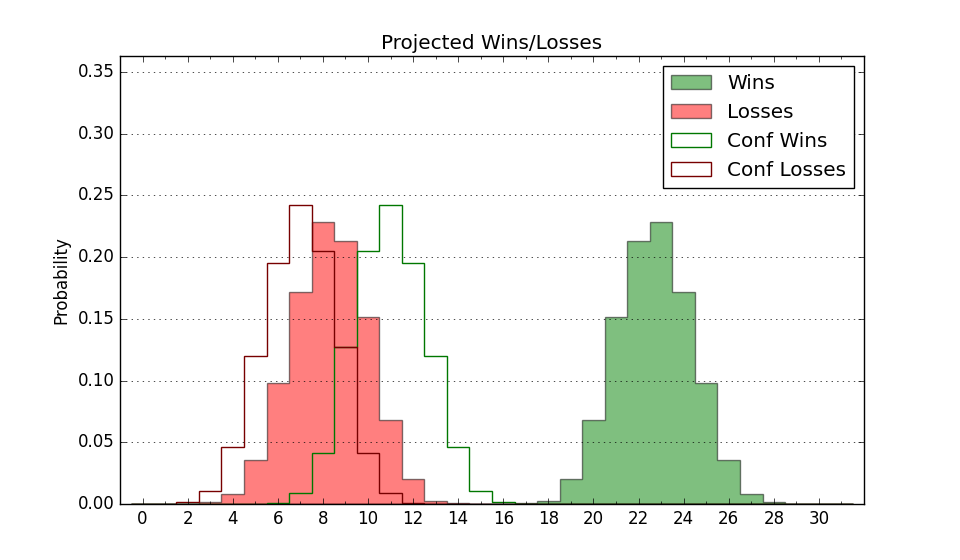 Projected Wins/Losses
0.35
0.30
0.25
0.20
0.15
0.10
0.05
0.00
Probability
Wins
Losses
Conf Wins
Conf Losses
0 2 4 6 8 10 12 14 16 18 20 22 24 26 28 30